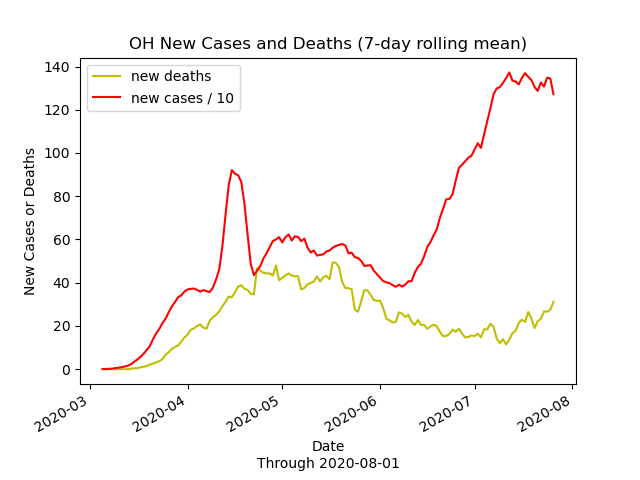 OH New Cases and Deaths (7-day rolling mean)
new deaths
new cases / 10
New Cases or Deaths
140
120
100
80
60
40
20
0
2020-03
2020-04
2020-05
2020-06
2020-07
2020-08
Date
Through 2020-08-01